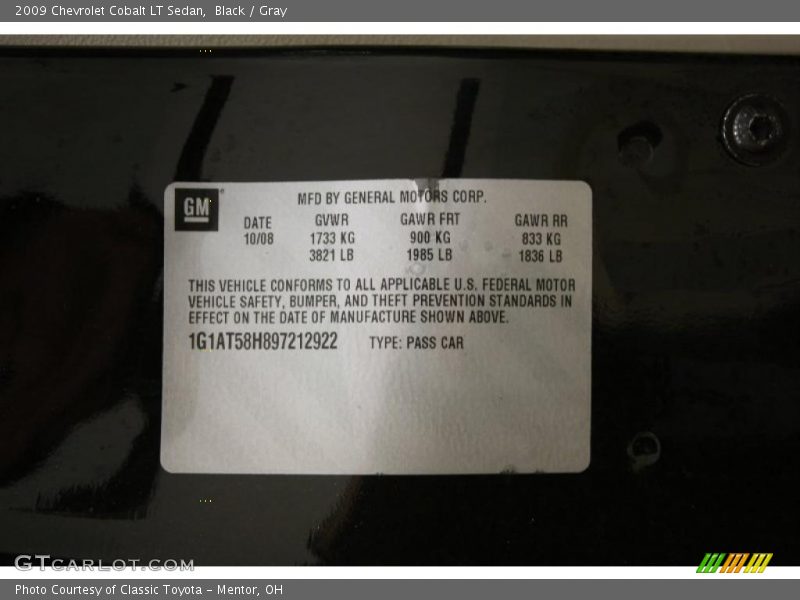 2009 Chevrolet Cobalt LT Sedan, Black / Gray
GM
MFD BY GENERAL MOTORS CORP.
DATE GVWR GAWR FRT GAWR RR
10/08 1733 KG 900 KG 833 KG
3821 LB 1985 LB 1836 LB
THIS VEHICLE CONFORMS TO ALL APPLICABLE U.S. FEDERAL MOTOR
VEHICLE SAFETY, BUMPER, AND THEFT PREVENTION STANDARDS IN
EFFECT ON THE DATE OF MANUFACTURE SHOWN ABOVE.
1G1AT58H897212922 TYPE: PASS CAR
GTCARLOT.COM
Photo Courtesy of Classic Toyota - Mentor, OH